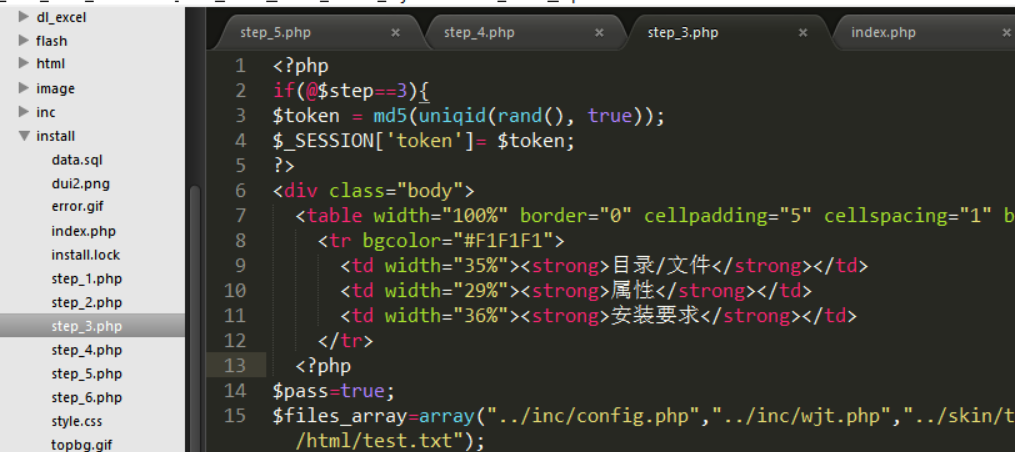 dl_excel
flash
html
image
inc
install
data.sql
dui2.png
error.gif
index.php
install.lock
step_1.php
step_2.php
step_3.php
step_4.php
step_5.php
step_6.php
style.css
topbg.gif
step_5.php × step_4.php × step_3.php × index.php ×
1 <?php
2 if(@$step==3){
3 $token = md5(uniqid(rand(), true));
4 $_SESSION['token']= $token;
5 ?>
6 <div class="body">
7 <table width="100%" border="0" cellpadding="5" cellspacing="1" b
8 <tr bgcolor="#F1F1F1">
9 <td width="35%"><strong>目录/文件</strong></td>
10 <td width="29%"><strong>属性</strong></td>
11 <td width="36%"><strong>安装要求</strong></td>
12 </tr>
13 <?php
14 $pass=true;
15 $files_array=array("../inc/config.php","../inc/wjt.php","../skin/t
/html/test.txt");